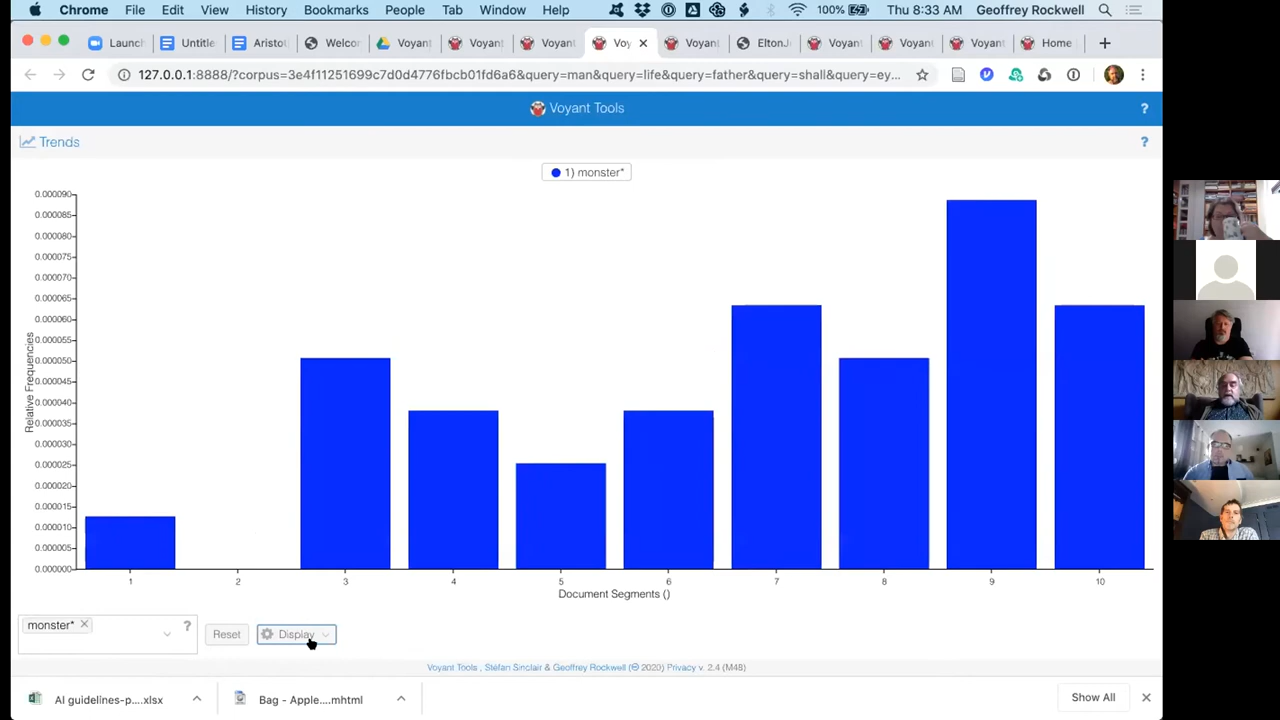 Chrome File Edit View History Bookmarks People Tab Window Help 100% Thu 8:33 AM Geoffrey Rockwell
Launch Untitle Aristot Welcor Voyant Voyant Voyant Voy Voyant EltonJ Voyant Voyant Voyant Home
127.0.0.1:8888/?corpus=3e4f11251699c7d0d4776fbcb01fd6a6&query=man&query=life&query=father&query=shall&query=ey...
Voyant Tools ?
Trends ?
1) monster*
0.000090
0.000085
0.000080
0.000075
0.000070
0.000065
0.000060
0.000055
0.000050
0.000045
0.000040
0.000035
0.000030
0.000025
0.000020
0.000015
0.000010
0.000005
0.000000
Relative Frequencies
1 2 3 4 5 6 7 8 9 10
Document Segments ()
monster* ? Reset Display
Voyant Tools , Stéfan Sinclair & Geoffrey Rockwell (© 2020) Privacy v. 2.4 (M48)
AI guidelines-p....xlsx Bag - Apple....mhtml Show All